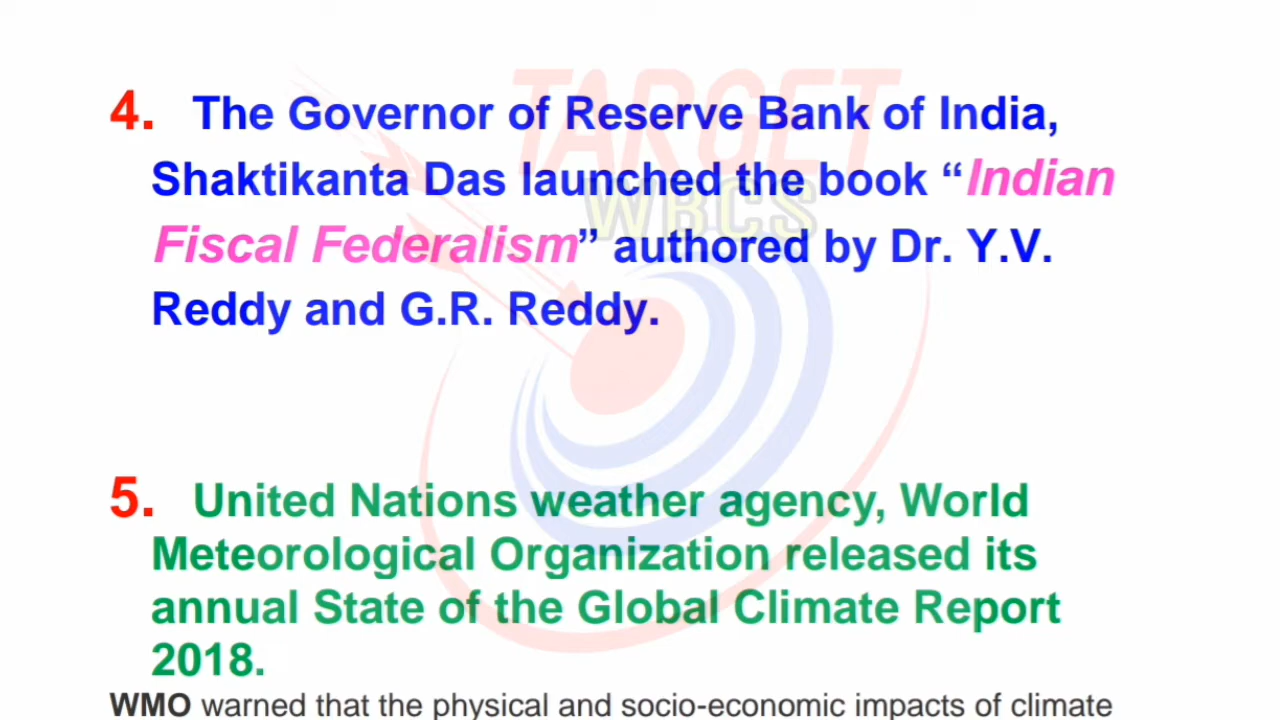 TARGET
WBCS
4. The Governor of Reserve Bank of India,
Shaktikanta Das launched the book “Indian
Fiscal Federalism” authored by Dr. Y.V.
Reddy and G.R. Reddy.
5. United Nations weather agency, World
Meteorological Organization released its
annual State of the Global Climate Report
2018.
WMO warned that the physical and socio-economic impacts of climate